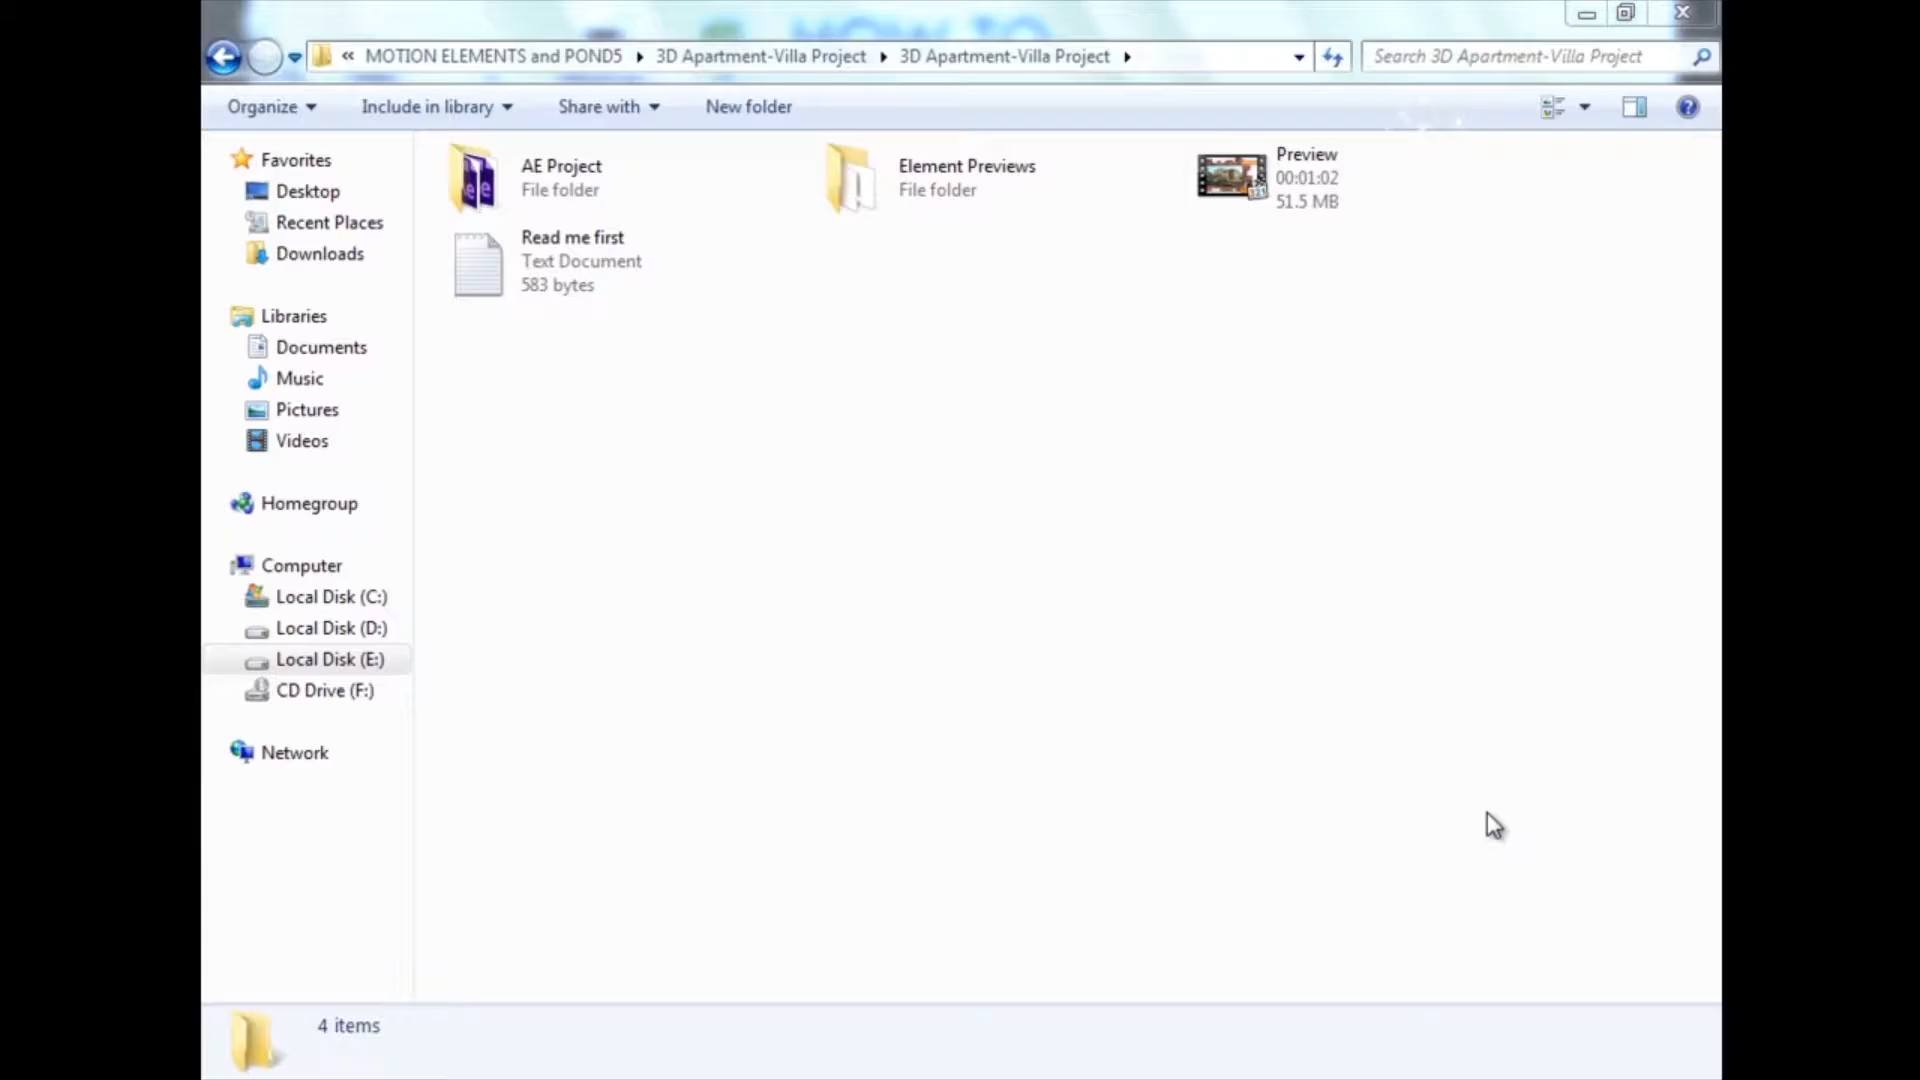 HOW TO
« MOTION ELEMENTS and POND5 3D Apartment-Villa Project 3D Apartment-Villa Project
Search 3D Apartment-Villa Project
Organize Include in library Share with New folder
Favorites
Desktop
Recent Places
Downloads
Libraries
Documents
Music
Pictures
Videos
Homegroup
Computer
Local Disk (C:)
Local Disk (D:)
Local Disk (E:)
CD Drive (F:)
Network
AE Project
File folder
Element Previews
File folder
Preview
00:01:02
51.5 MB
Read me first
Text Document
583 bytes
4 items